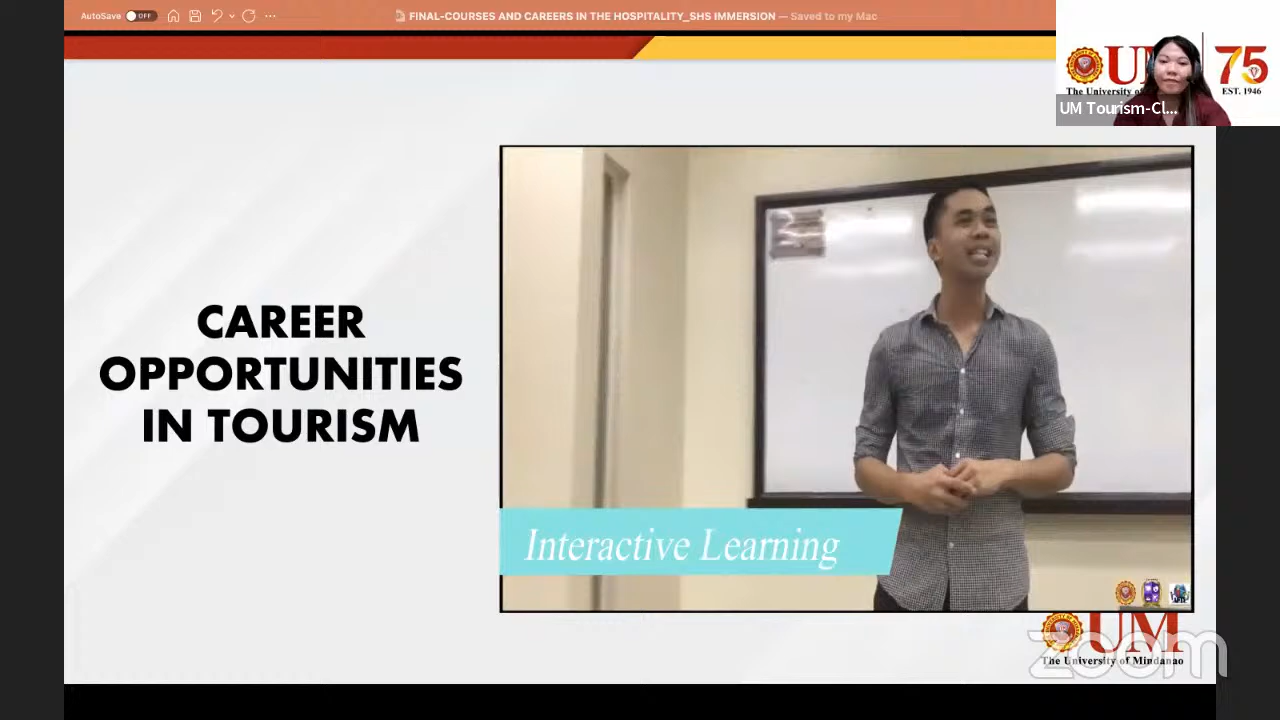 AutoSave OFF
FINAL-COURSES AND CAREERS IN THE HOSPITALITY_SHS IMMERSION — Saved to my Mac
75
EST. 1946
UM Tourism-Cl...
CAREER
OPPORTUNITIES
IN TOURISM
Interactive Learning
UM
The University of Mindanao
zoom